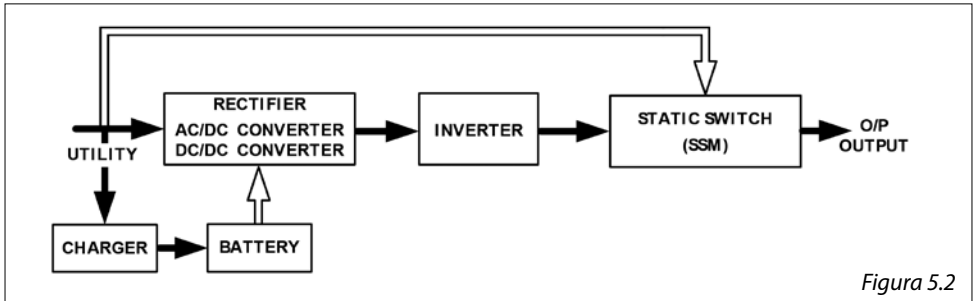 RECTIFIER
AC/DC CONVERTER
DC/DC CONVERTER
INVERTER
STATIC SWITCH
(SSM)
O/P
OUTPUT
UTILITY
CHARGER
BATTERY
Figura 5.2